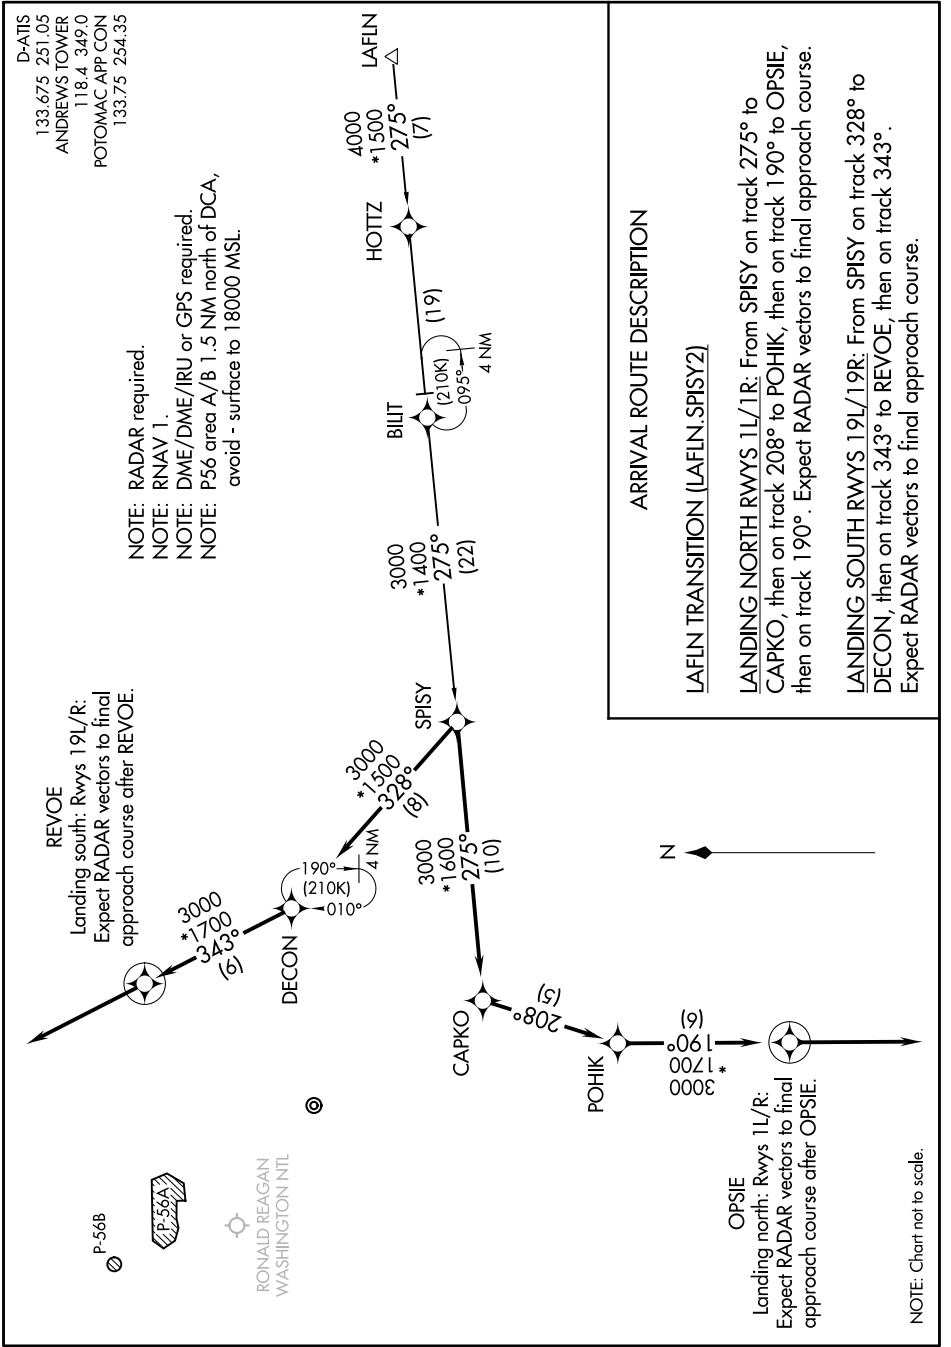 D-ATIS
133.675 251.05
ANDREWS TOWER
118.4 349.0
POTOMAC APP CON
133.75 254.35
NOTE: RADAR required.
NOTE: RNAV 1.
NOTE: DME/DME/IRU or GPS required.
NOTE: P56 area A/B 1.5 NM north of DCA,
avoid - surface to 18000 MSL.
REVOE
Landing south: Rwys 19L/R:
Expect RADAR vectors to final
approach course after REVOE.
P-56B
P-56A
RONALD REAGAN
WASHINGTON NTL
3000
*1700
343°
(6)
DECON
190°
(210K)
010°
4 NM
3000
*1500
328°
(8)
SPISY
3000
*1400
275°
(22)
BILIT
(210K)
095°
4 NM
(19)
HOTTZ
4000
*1500
275°
(7)
LAFLN
3000
*1600
275°
(10)
CAPKO
208°
(5)
POHIK
3000
*1700
190°
(6)
N
OPSIE
Landing north: Rwys 1L/R:
Expect RADAR vectors to final
approach course after OPSIE.
NOTE: Chart not to scale.
ARRIVAL ROUTE DESCRIPTION
LAFLN TRANSITION (LAFLN.SPISY2)
LANDING NORTH RWYS 1L/1R: From SPISY on track 275° to
CAPKO, then on track 208° to POHIK, then on track 190° to OPSIE,
then on track 190°. Expect RADAR vectors to final approach course.
LANDING SOUTH RWYS 19L/19R: From SPISY on track 328° to
DECON, then on track 343° to REVOE, then on track 343°.
Expect RADAR vectors to final approach course.